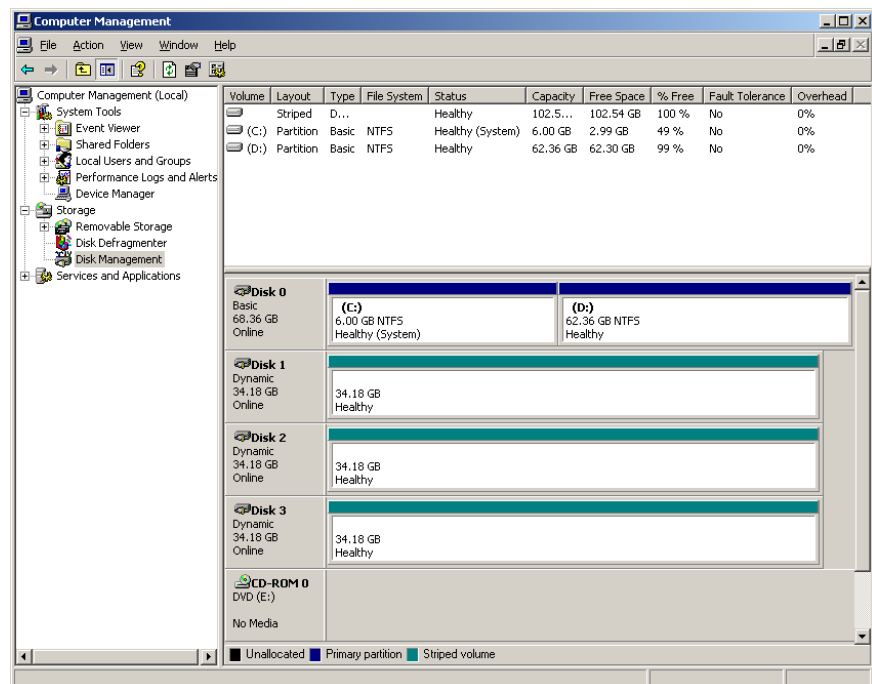 Computer Management
File Action View Window Help
Computer Management (Local)
System Tools
Event Viewer
Shared Folders
Local Users and Groups
Performance Logs and Alerts
Device Manager
Storage
Removable Storage
Disk Defragmenter
Disk Management
Services and Applications
Volume Layout Type File System Status Capacity Free Space % Free Fault Tolerance Overhead
Striped D... Healthy 102.5... 102.54 GB 100 % No 0%
(C:) Partition Basic NTFS Healthy (System) 6.00 GB 2.99 GB 49 % No 0%
(D:) Partition Basic NTFS Healthy 62.36 GB 62.30 GB 99 % No 0%
Disk 0
Basic
68.36 GB
Online
(C:)
6.00 GB NTFS
Healthy (System)
(D:)
62.36 GB NTFS
Healthy
Disk 1
Dynamic
34.18 GB
Online
34.18 GB
Healthy
Disk 2
Dynamic
34.18 GB
Online
34.18 GB
Healthy
Disk 3
Dynamic
34.18 GB
Online
34.18 GB
Healthy
CD-ROM 0
DVD (E:)
No Media
Unallocated Primary partition Striped volume